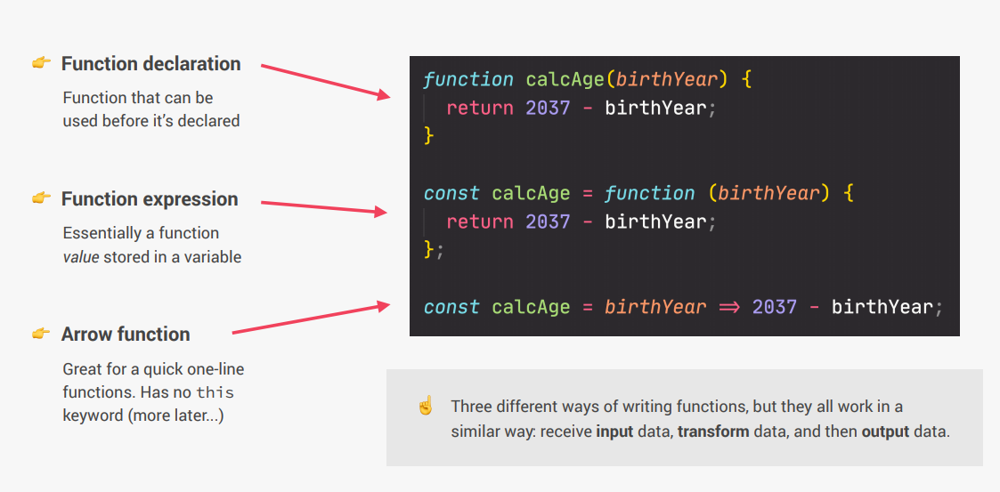 👉 Function declaration
Function that can be
used before it’s declared
👉 Function expression
Essentially a function
value stored in a variable
👉 Arrow function
Great for a quick one-line
functions. Has no this
keyword (more later...)
function calcAge(birthYear) {
  return 2037 - birthYear;
}
const calcAge = function (birthYear) {
  return 2037 - birthYear;
};
const calcAge = birthYear => 2037 - birthYear;
☝️ Three different ways of writing functions, but they all work in a
similar way: receive input data, transform data, and then output data.